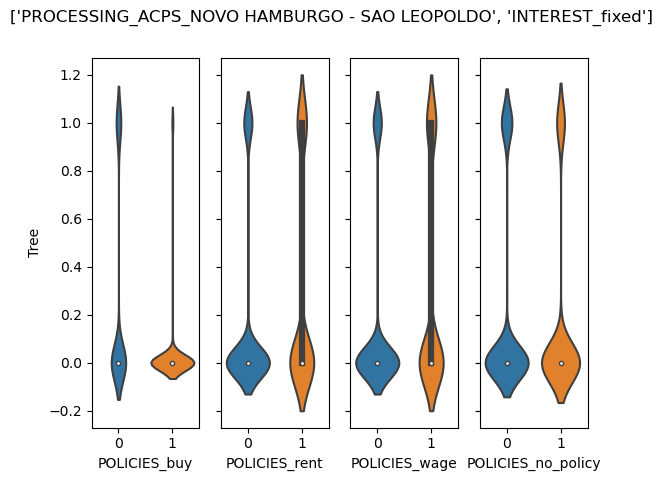 ['PROCESSING_ACPS_NOVO HAMBURGO - SAO LEOPOLDO', 'INTEREST_fixed']
Tree
1.2
1.0
0.8
0.6
0.4
0.2
0.0
−0.2
0 1 0 1 0 1 0 1
POLICIES_buy POLICIES_rent POLICIES_wage POLICIES_no_policy